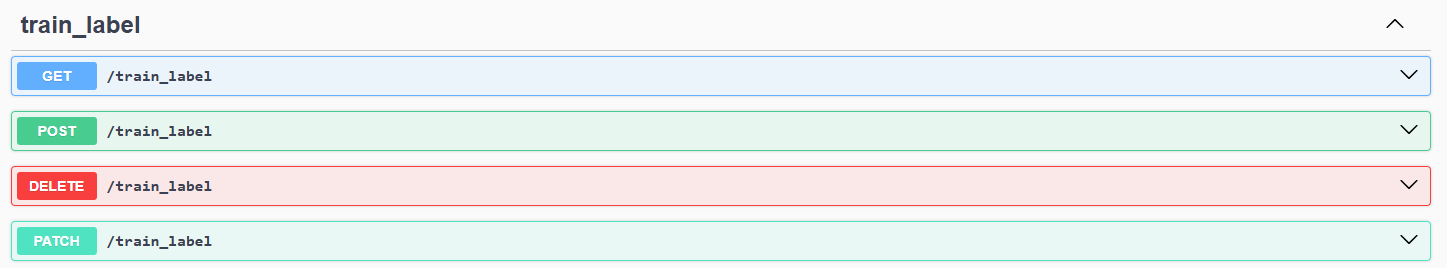 train_label
GET /train_label
POST /train_label
DELETE /train_label
PATCH /train_label